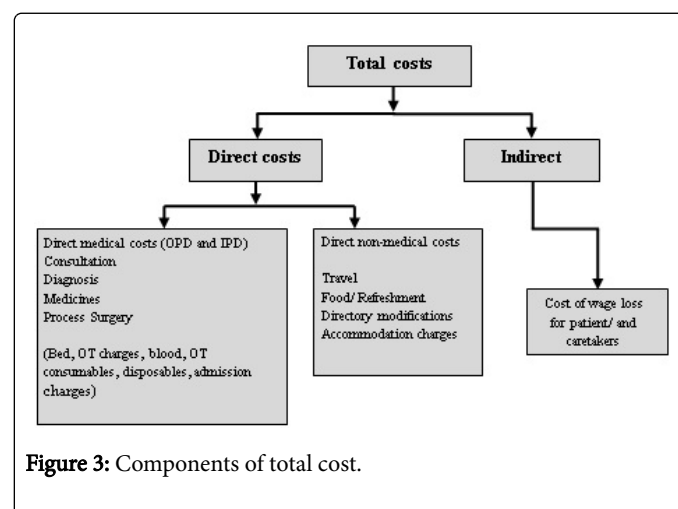 Total costs
Direct costs
Indirect
Direct medical costs (OPD and IPD)
Consultation
Diagnosis
Medicines
Process Surgery
(Bed, OT charges, blood, OT
consumables, disposables, admission
charges)
Direct non-medical costs
Travel
Food/ Refreshment
Directory modifications
Accommodation charges
Cost of wage loss
for patient/ and
caretakers
Figure 3: Components of total cost.